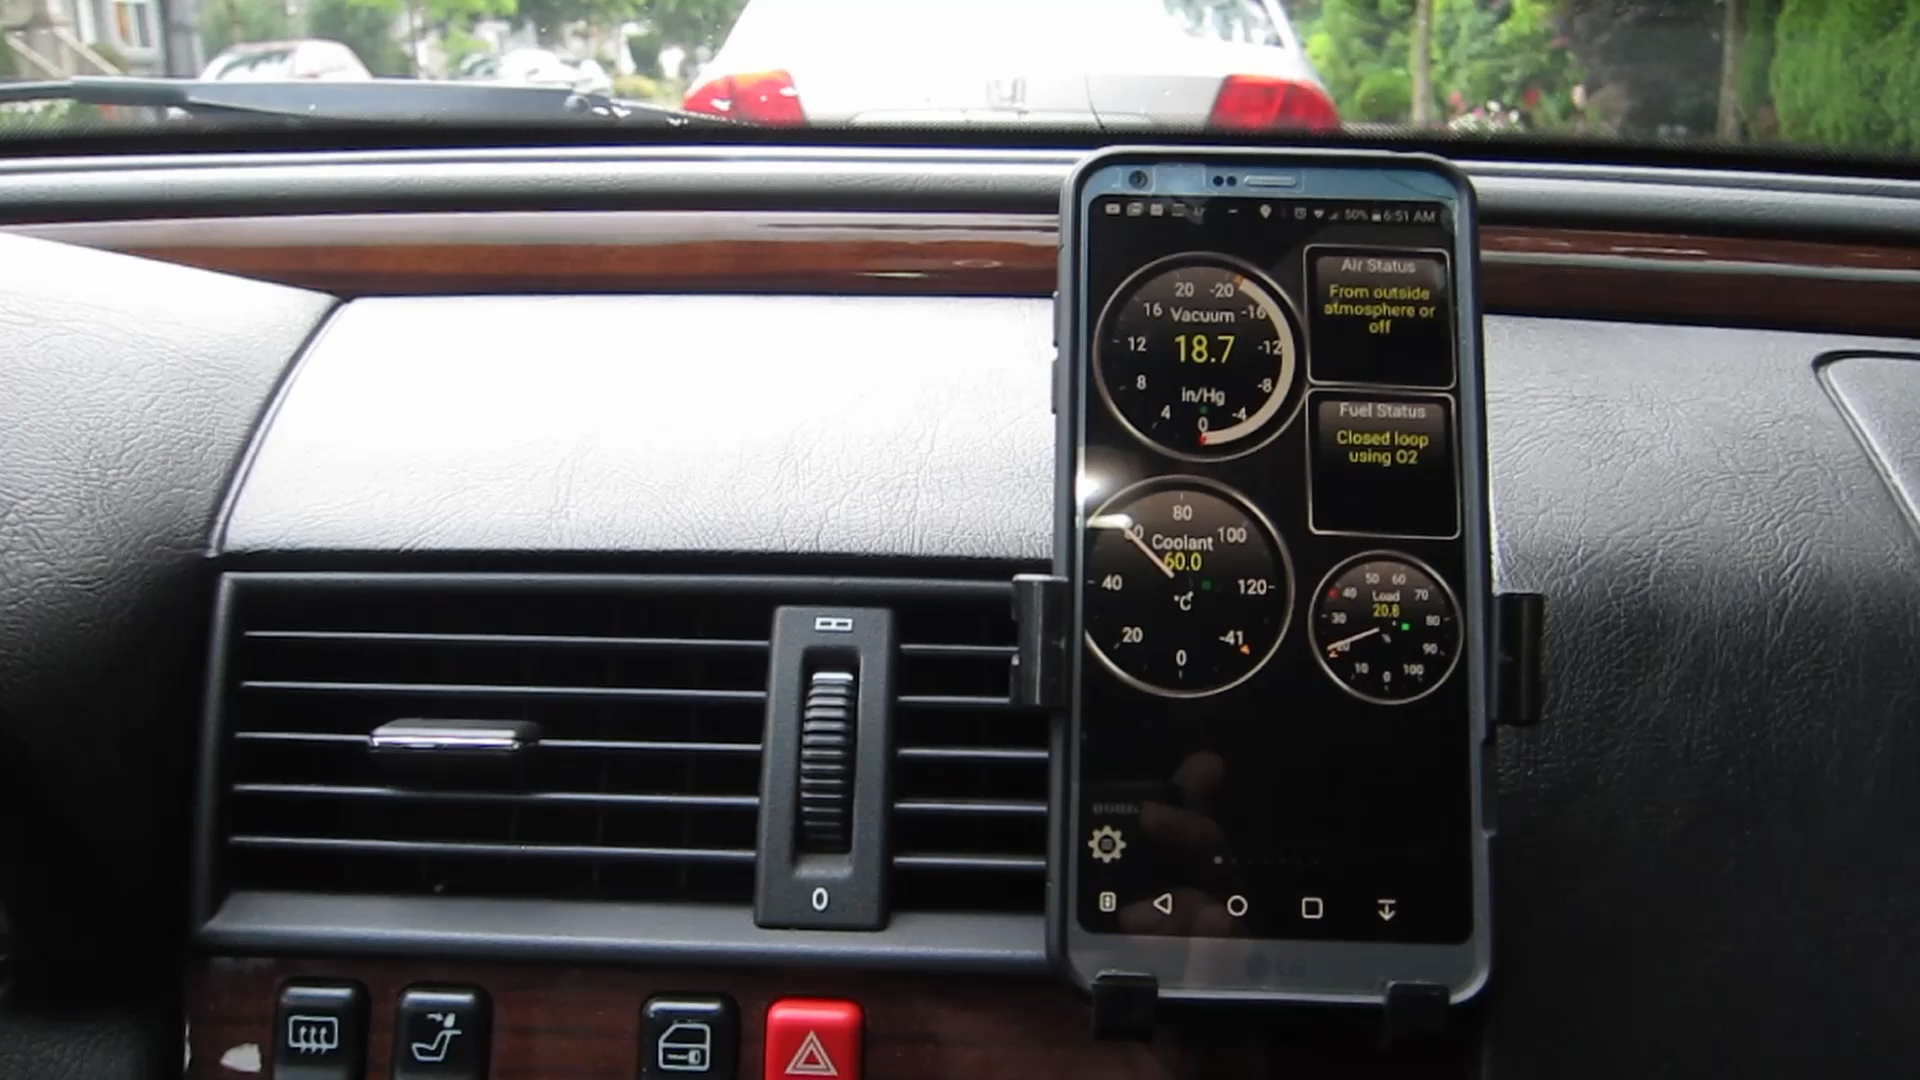 50% 6:51 AM
20 -20
16 Vacuum -16
12 18.7 -12
8 -8
in/Hg
4 -4
0
Air Status
From outside
atmosphere or
off
Fuel Status
Closed loop
using O2
80
60 100
Coolant
60.0
40 120
°C
20 -41
0
50 60
40 Load 70
20.8
30 80
%
20 90
10 100
0
LG
0